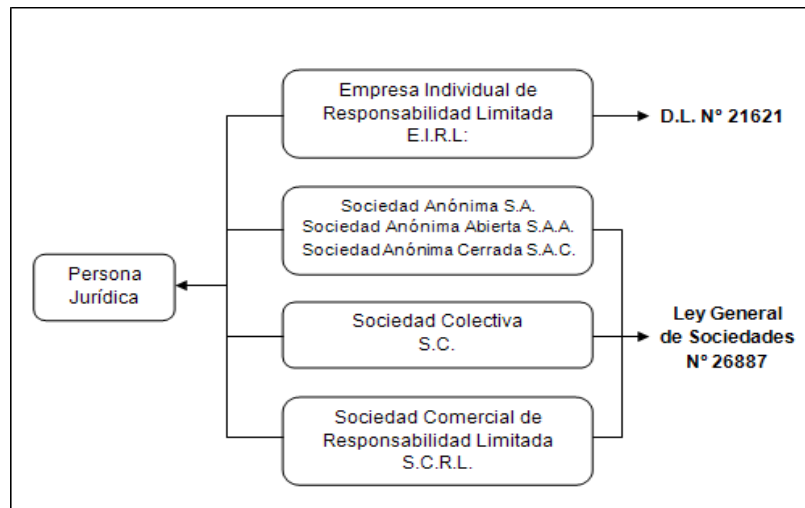 Empresa Individual de
Responsabilidad Limitada
E.I.R.L:
D.L. Nº 21621
Sociedad Anónima S.A.
Sociedad Anónima Abierta S.A.A.
Sociedad Anónima Cerrada S.A.C.
Persona
Jurídica
Sociedad Colectiva
S.C.
Ley General
de Sociedades
Nº 26887
Sociedad Comercial de
Responsabilidad Limitada
S.C.R.L.